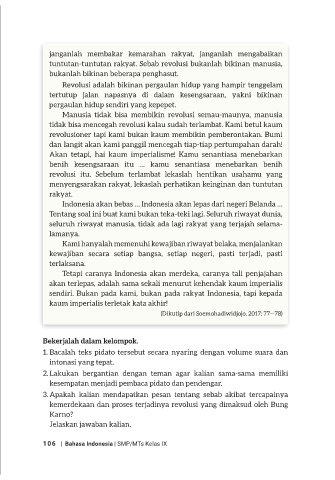 janganlah membakar kemarahan rakyat, janganlah mengabaikan
tuntutan-tuntutan rakyat. Sebab revolusi bukanlah bikinan manusia,
bukanlah bikinan beberapa penghasut.
Revolusi adalah bikinan pergaulan hidup yang hampir tenggelam
tertutup jalan napasnya di dalam kesengsaraan, yakni bikinan
pergaulan hidup sendiri yang kepepet.
Manusia tidak bisa membikin revolusi semau-maunya, manusia
tidak bisa mencegah revolusi kalau sudah terlambat. Kami betul kaum
revolusioner tapi kami bukan kaum membikin pemberontakan. Bumi
dan langit akan kami panggil mencegah tiap-tiap pertumpahan darah!
Akan tetapi, hai kaum imperialisme! Kamu senantiasa menebarkan
benih kesengsaraan itu ... kamu senantiasa menebarkan benih
revolusi itu. Sebelum terlambat lekaslah hentikan usahamu yang
menyengsarakan rakyat, lekaslah perhatikan keinginan dan tuntutan
rakyat.
Indonesia akan bebas ... Indonesia akan lepas dari negeri Belanda ...
Tentang soal ini buat kami bukan teka-teki lagi. Seluruh riwayat dunia,
seluruh riwayat manusia, tidak ada lagi rakyat yang terjajah selama-
lamanya.
Kami hanyalah memenuhi kewajiban riwayat belaka, menjalankan
kewajiban secara setiap bangsa, setiap negeri, pasti terjadi, pasti
terlaksana.
Tetapi caranya Indonesia akan merdeka, caranya tali penjajahan
akan terlepas, adalah sama sekali menurut kehendak kaum imperialis
sendiri. Bukan pada kami, bukan pada rakyat Indonesia, tapi kepada
kaum imperialis terletak kata akhir!
(Dikutip dari Soemohadiwidjojo, 2017: 77—78)
Bekerjalah dalam kelompok.
1. Bacalah teks pidato tersebut secara nyaring dengan volume suara dan
intonasi yang tepat.
2. Lakukan bergantian dengan teman agar kalian sama-sama memiliki
kesempatan menjadi pembaca pidato dan pendengar.
3. Apakah kalian mendapatkan pesan tentang sebab akibat tercapainya
kemerdekaan dan proses terjadinya revolusi yang dimaksud oleh Bung
Karno?
Jelaskan jawaban kalian.
106 | Bahasa Indonesia | SMP/MTs Kelas IX